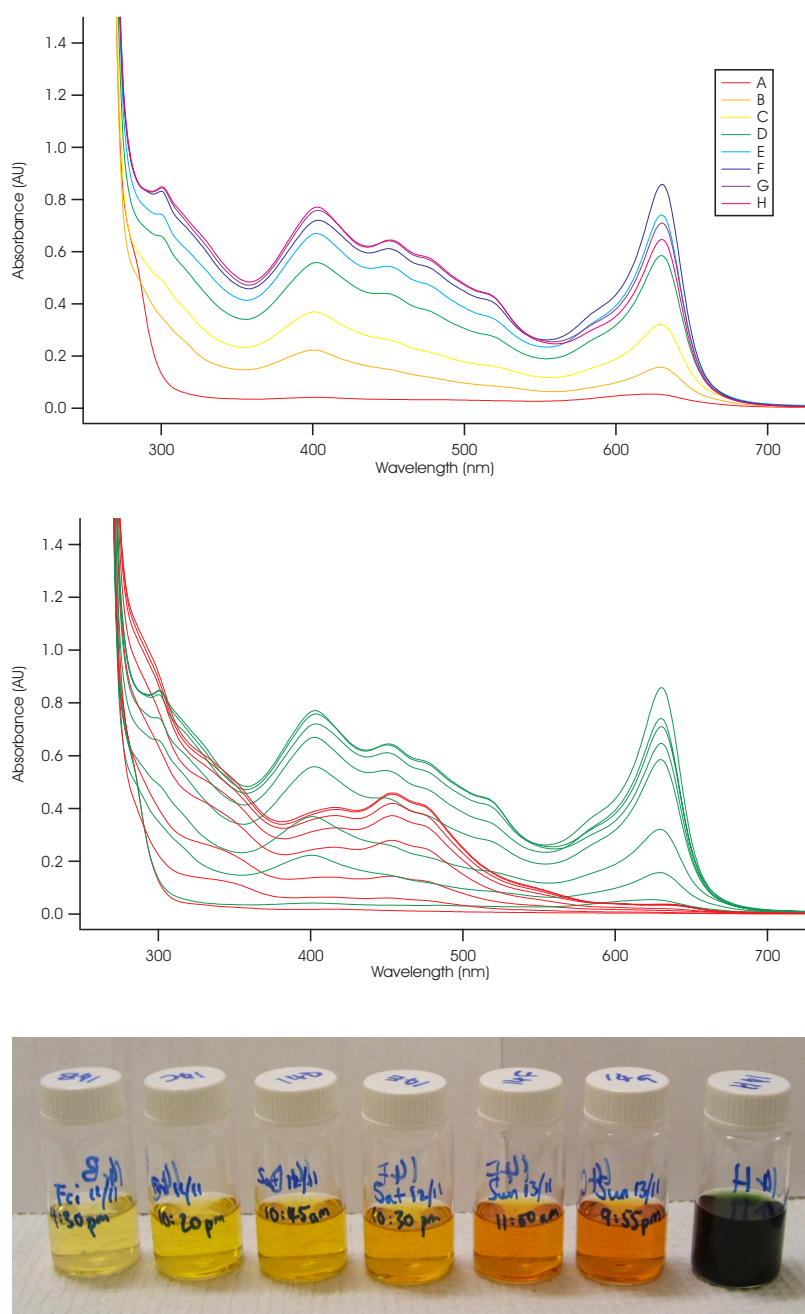 1.4
1.2
1.0
0.8
0.6
0.4
0.2
0.0
Absorbance (AU)
300 400 500 600 700
Wavelength (nm)
A
B
C
D
E
F
G
H
1.4
1.2
1.0
0.8
0.6
0.4
0.2
0.0
Absorbance (AU)
300 400 500 600 700
Wavelength (nm)
B
Fri 11/11
9:30pm
11/11
10:20pm
Sat 12/11
10:45am
Sat 12/11
10:30 pm
Sun 13/11
11:00am
Sun 13/11
9:55pm
H